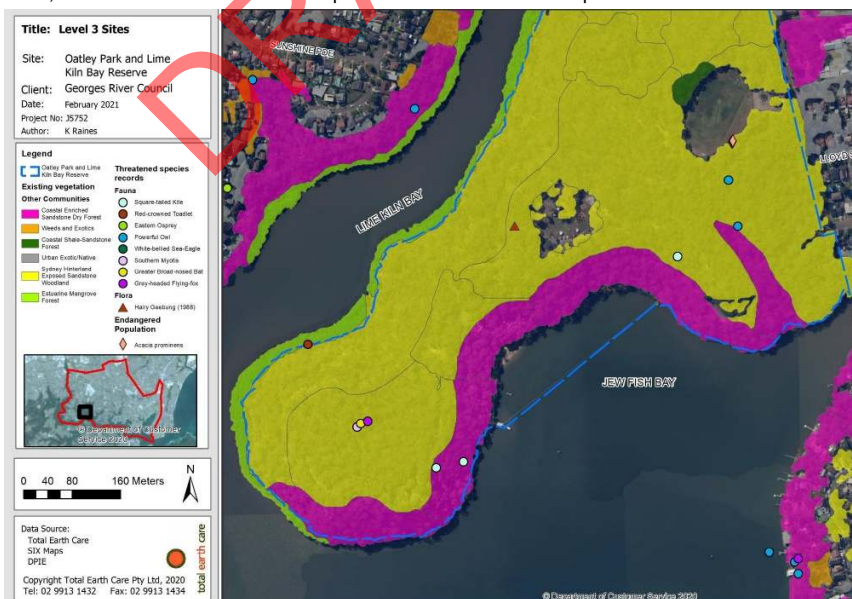 Title: Level 3 Sites
Site: Oatley Park and Lime
Kiln Bay Reserve
Client: Georges River Council
Date: February 2021
Project No: J5752
Author: K Raines
Legend
Oatley Park and Lime
Kiln Bay Reserve
Existing vegetation
Other Communities
Coastal Enriched
Sandstone Dry Forest
Weeds and Exotics
Coastal Shale-Sandstone
Forest
Urban Exotic/Native
Sydney Hinterland
Exposed Sandstone
Woodland
Estuarine Mangrove
Forest
Threatened species
records
Fauna
Square-tailed Kite
Red-crowned Toadlet
Eastern Osprey
Powerful Owl
White-bellied Sea-Eagle
Southern Myotis
Greater Broad-nosed Bat
Grey-headed Flying-fox
Flora
Hairy Geebung (1988)
Endangered
Population
Acacia prominens
© Department of Customer
Service 2020
0 40 80 160 Meters
N
Data Source:
Total Earth Care
SIX Maps
DPIE
Copyright Total Earth Care Pty Ltd, 2020
Tel: 02 9913 1432 Fax: 02 9913 1434
total earth care
SUNSHINE PDE
LIME KILN BAY
LLOYD S
JEW FISH BAY
© Department of Customer Service 2020